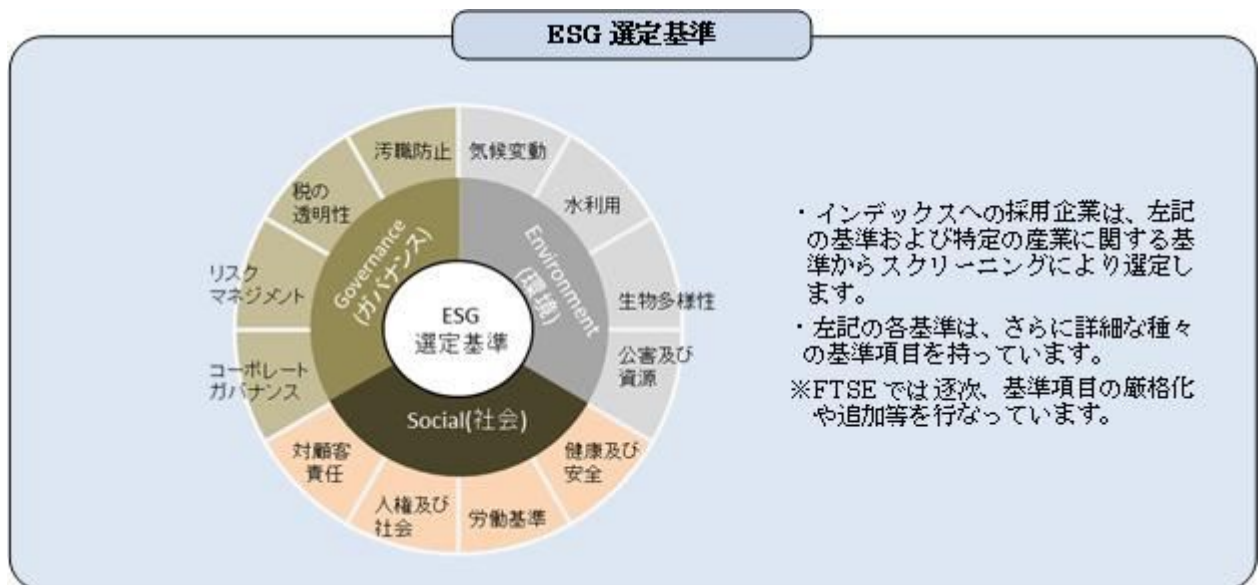 ESG 選定基準
汚職防止
気候変動
税の
透明性
水利用
リスク
マネジメント
生物多様性
コーポレート
ガバナンス
公害及び
資源
対顧客
責任
健康及び
安全
人権及び
社会
労働基準
Governance
(ガバナンス)
Environment
(環境)
Social(社会)
ESG
選定基準
・インデックスへの採用企業は、左記
の基準および特定の産業に関する基
準からスクリーニングにより選定し
ます。
・左記の各基準は、さらに詳細な種々
の基準項目を持っています。
※FTSEでは逐次、基準項目の厳格化
や追加等を行なっています。